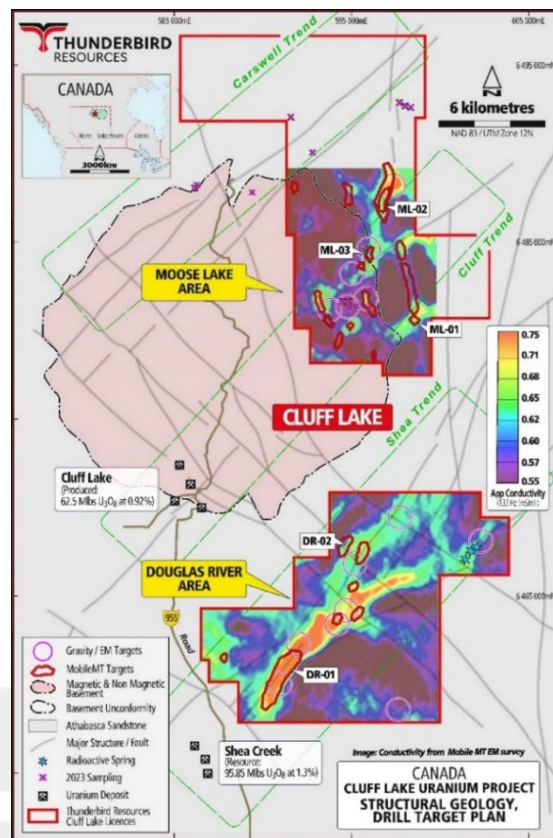 THUNDERBIRD
RESOURCES
585 000mE
595 000mE
605 000mE
CANADA
3000km
Carswell Trend
6 495 000mN
6 kilometres
NAD 83 / UTM Zone 12N
ML-02
6 485 000mN
ML-03
MOOSE LAKE
AREA
Cluff Trend
ML-01
0.75
0.71
0.67
0.65
0.62
0.58
0.55
App Conductivity
CLUFF LAKE
Shea Trend
Cluff Lake
(Produced:
62.5 Mlbs U₃O₈ at 0.92%)
DR-02
DOUGLAS RIVER
AREA
6 465 000mN
955
Road
DR-01
Gravity / EM Targets
MobileMT Targets
Magnetic & Non Magnetic
Basement
Basement Unconformity
Athabasca Sandstone
Major Structure / Fault
Radioactive Spring
2023 Sampling
Uranium Deposit
Thunderbird Resources
Cluff Lake Licences
Shea Creek
(Resource:
95.85 Mlbs U₃O₈ at 1.3%)
Image: Conductivity from Mobile MT EM survey
CANADA
CLUFF LAKE URANIUM PROJECT
STRUCTURAL GEOLOGY,
DRILL TARGET PLAN